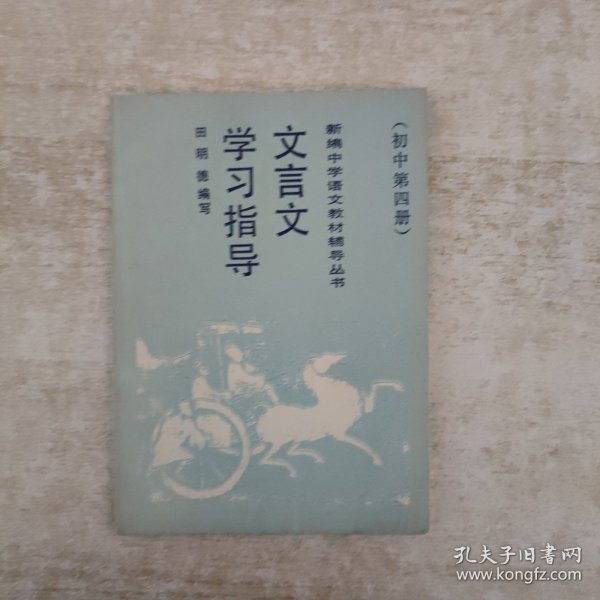 （初中第四册）
新编中学语文教材辅导丛书
文言文
学习指导
田明德编写
孔夫子旧书网
www.kongfz.com